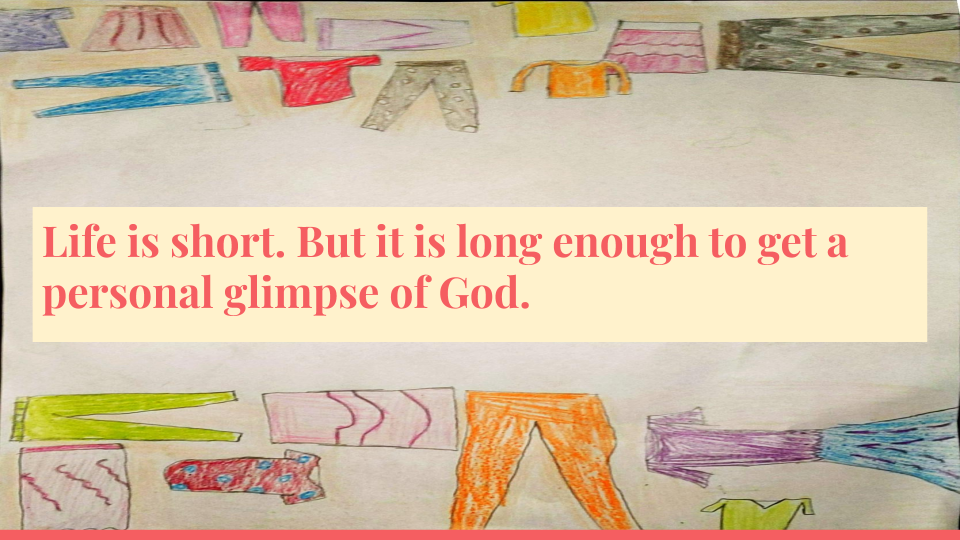 Life is short. But it is long enough to get a
personal glimpse of God.